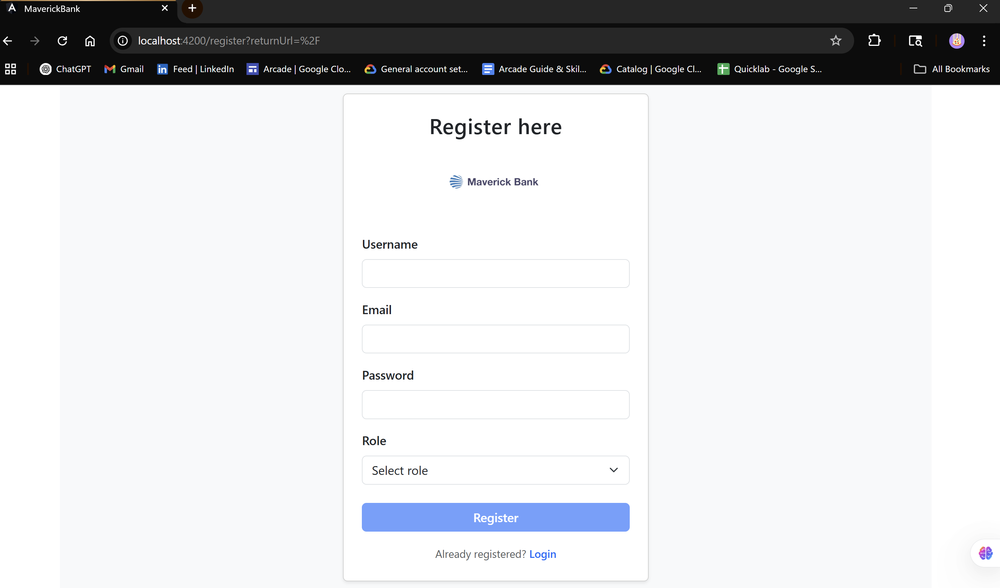 MaverickBank
localhost:4200/register?returnUrl=%2F
ChatGPT Gmail Feed | LinkedIn Arcade | Google Clo... General account set... Arcade Guide & Skil... Catalog | Google Cl... Quicklab - Google S... All Bookmarks
Register here
Maverick Bank
Username
Email
Password
Role
Select role
Register
Already registered? Login